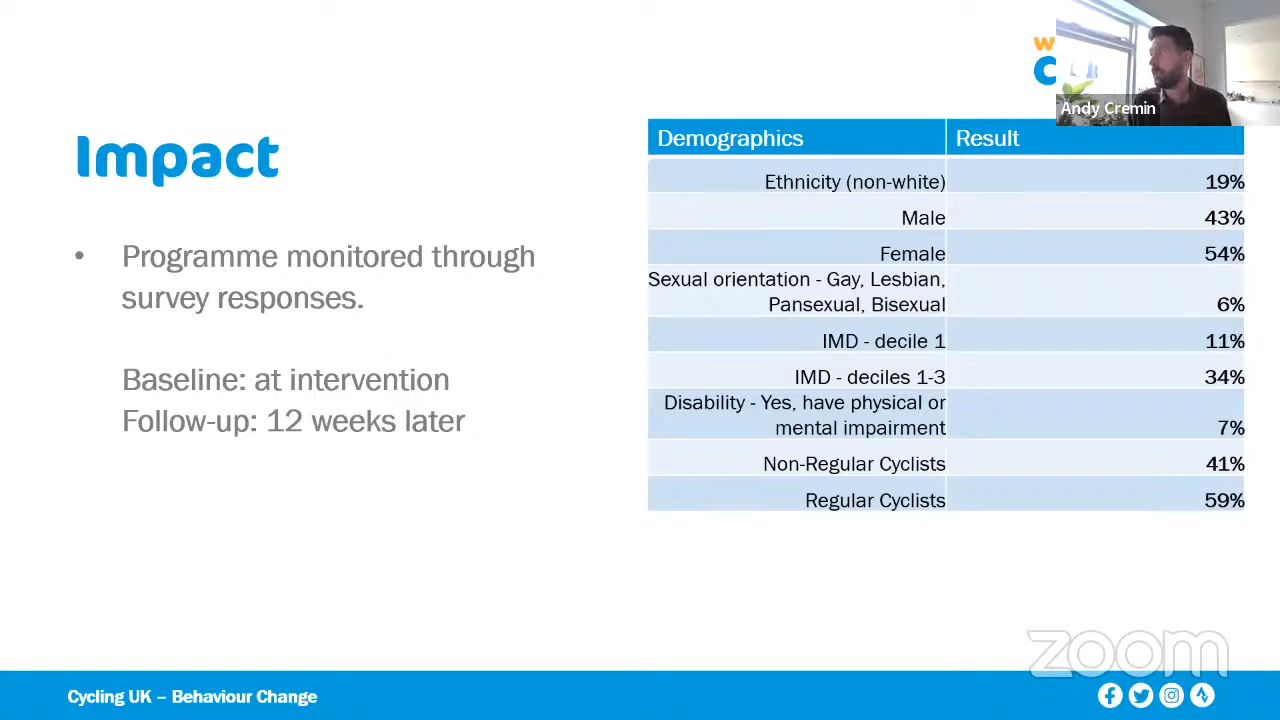 W
C
Andy Cremin
Impact
• Programme monitored through
survey responses.
Baseline: at intervention
Follow-up: 12 weeks later
Demographics Result
Ethnicity (non-white) 19%
Male 43%
Female 54%
Sexual orientation - Gay, Lesbian,
Pansexual, Bisexual 6%
IMD - decile 1 11%
IMD - deciles 1-3 34%
Disability - Yes, have physical or
mental impairment 7%
Non-Regular Cyclists 41%
Regular Cyclists 59%
zoom
Cycling UK – Behaviour Change